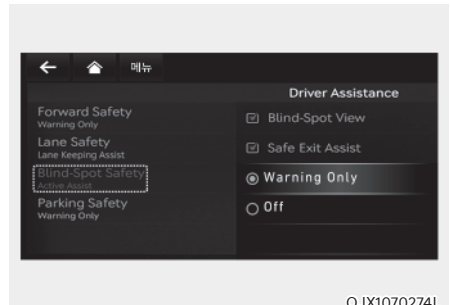 메뉴
Driver Assistance
Forward Safety
Warning Only
Lane Safety
Lane Keeping Assist
Blind-Spot Safety
Active Assist
Parking Safety
Warning Only
Blind-Spot View
Safe Exit Assist
Warning Only
Off
OJX1070274L